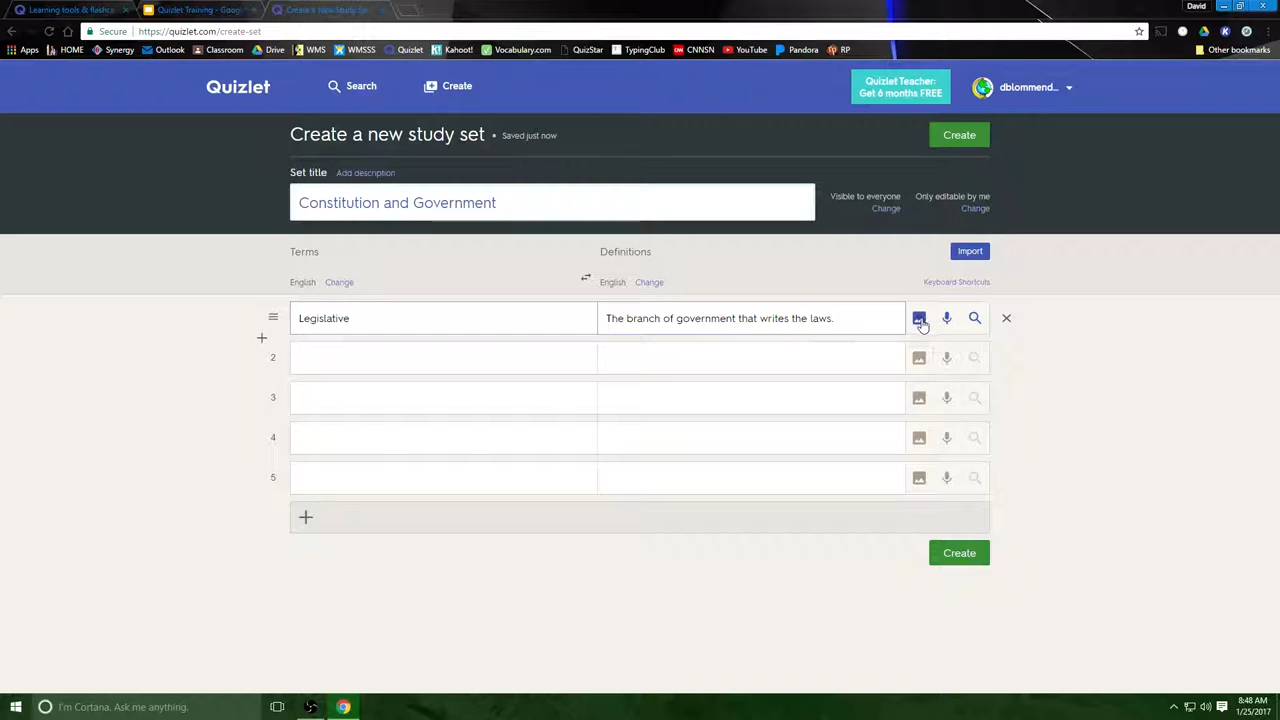 Learning tools & flashca
Quizlet Training - Goog
Create a New Study Set
David
Secure
https://quizlet.com/create-set
Apps
HOME
Synergy
Outlook
Classroom
Drive
WMS
WMSSS
Quizlet
Kahoot!
Vocabulary.com
QuizStar
TypingClub
CNNSN
YouTube
Pandora
RP
Other bookmarks
Quizlet
Search
Create
Quizlet Teacher:
Get 6 months FREE
dblommend...
Create a new study set
• Saved just now
Create
Set title
Add description
Constitution and Government
Visible to everyone
Change
Only editable by me
Change
Terms
Definitions
Import
English
Change
English
Change
Keyboard Shortcuts
Legislative
The branch of government that writes the laws.
2
3
4
5
Create
I'm Cortana. Ask me anything.
8:48 AM
1/25/2017